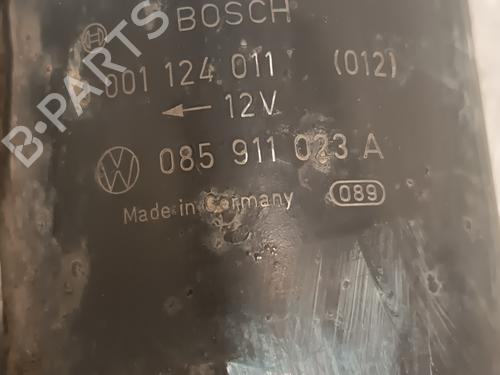 BOSCH
001 124 011 (012)
12V
085 911 023 A
Made in Germany 089
B-PARTS